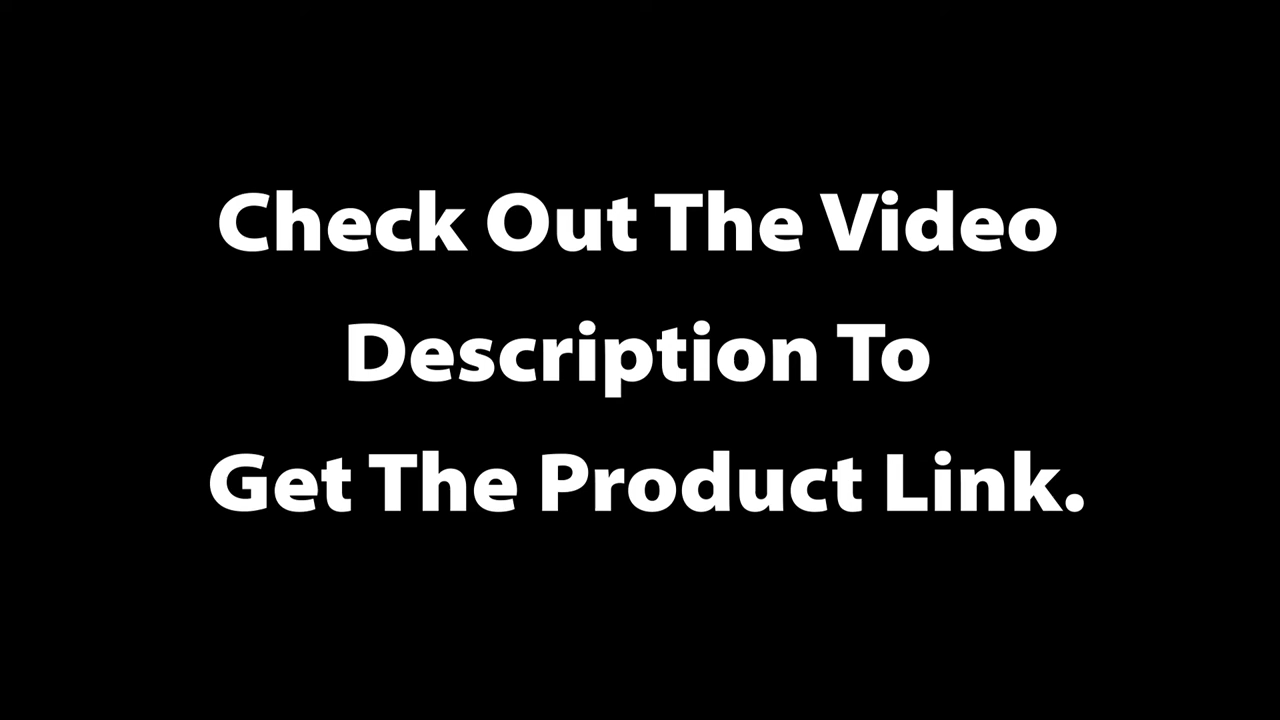 Check Out The Video
Description To
Get The Product Link.